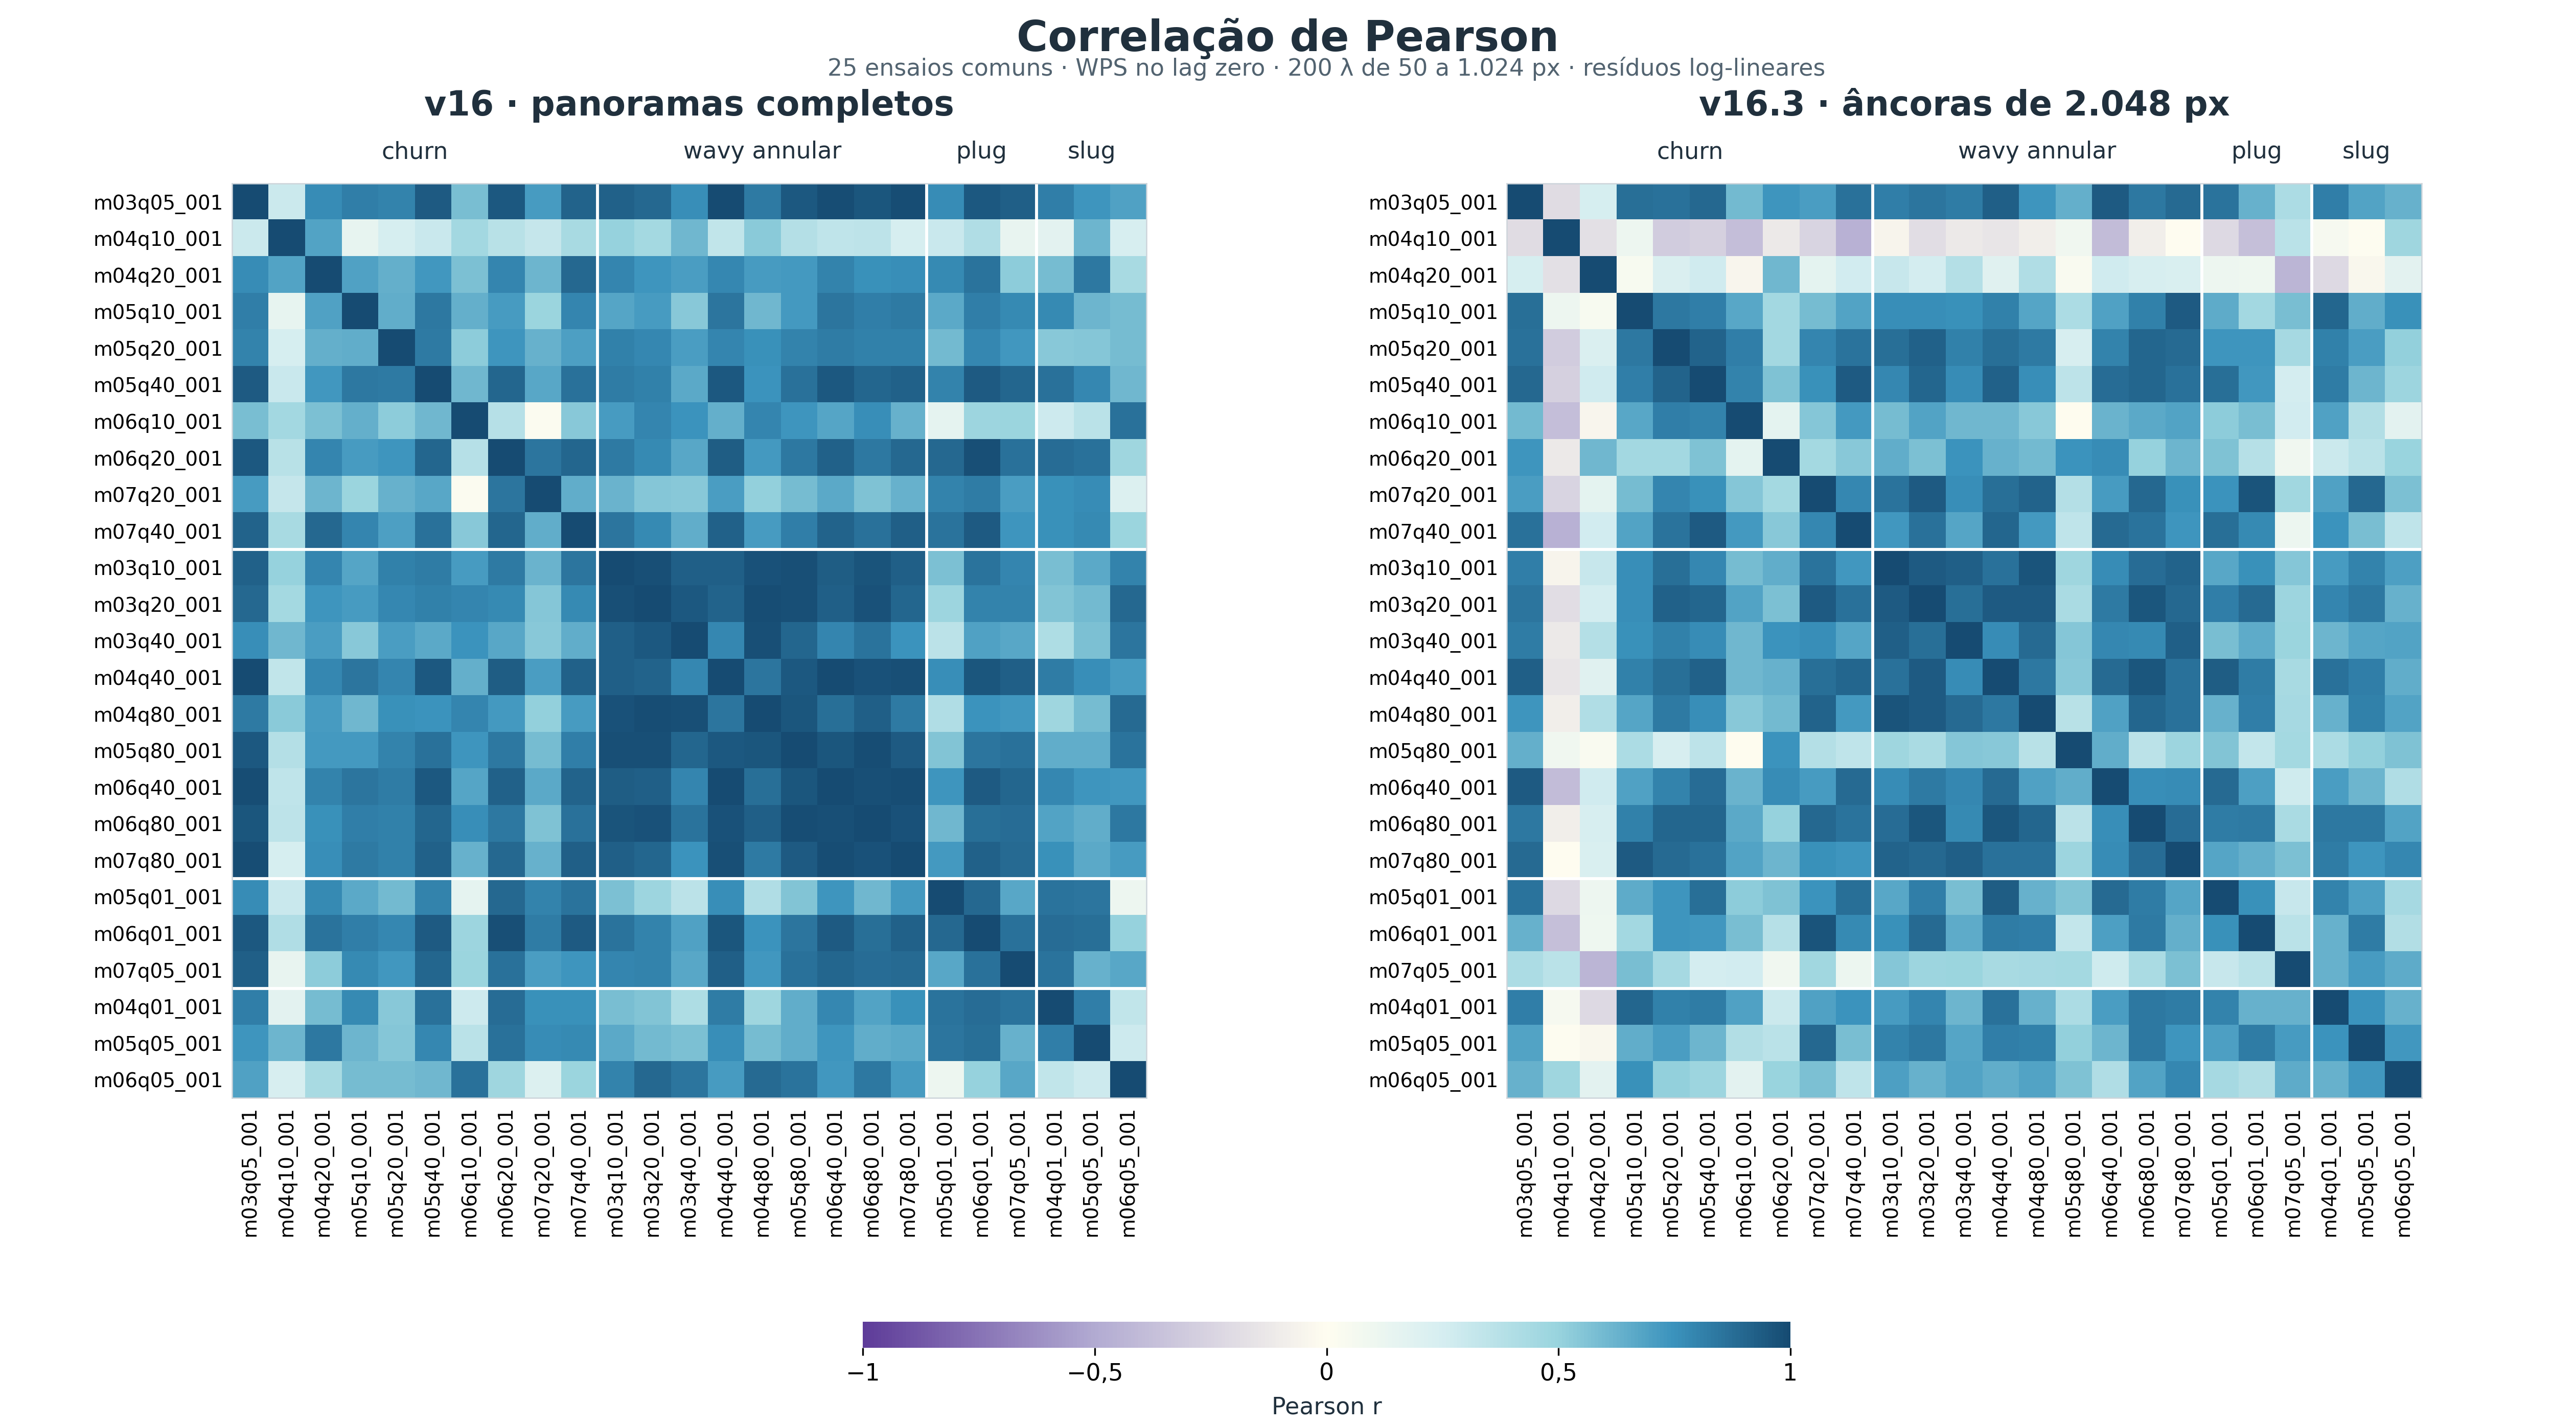 Correlação de Pearson
25 ensaios comuns · WPS no lag zero · 200 λ de 50 a 1.024 px · resíduos log-lineares
v16 · panoramas completos
churn wavy annular plug slug
m03q05_001
m04q10_001
m04q20_001
m05q10_001
m05q20_001
m05q40_001
m06q10_001
m06q20_001
m07q20_001
m07q40_001
m03q10_001
m03q20_001
m03q40_001
m04q40_001
m04q80_001
m05q80_001
m06q40_001
m06q80_001
m07q80_001
m05q01_001
m06q01_001
m07q05_001
m04q01_001
m05q05_001
m06q05_001
m03q05_001
m04q10_001
m04q20_001
m05q10_001
m05q20_001
m05q40_001
m06q10_001
m06q20_001
m07q20_001
m07q40_001
m03q10_001
m03q20_001
m03q40_001
m04q40_001
m04q80_001
m05q80_001
m06q40_001
m06q80_001
m07q80_001
m05q01_001
m06q01_001
m07q05_001
m04q01_001
m05q05_001
m06q05_001
v16.3 · âncoras de 2.048 px
churn wavy annular plug slug
m03q05_001
m04q10_001
m04q20_001
m05q10_001
m05q20_001
m05q40_001
m06q10_001
m06q20_001
m07q20_001
m07q40_001
m03q10_001
m03q20_001
m03q40_001
m04q40_001
m04q80_001
m05q80_001
m06q40_001
m06q80_001
m07q80_001
m05q01_001
m06q01_001
m07q05_001
m04q01_001
m05q05_001
m06q05_001
m03q05_001
m04q10_001
m04q20_001
m05q10_001
m05q20_001
m05q40_001
m06q10_001
m06q20_001
m07q20_001
m07q40_001
m03q10_001
m03q20_001
m03q40_001
m04q40_001
m04q80_001
m05q80_001
m06q40_001
m06q80_001
m07q80_001
m05q01_001
m06q01_001
m07q05_001
m04q01_001
m05q05_001
m06q05_001
−1 −0,5 0 0,5 1
Pearson r